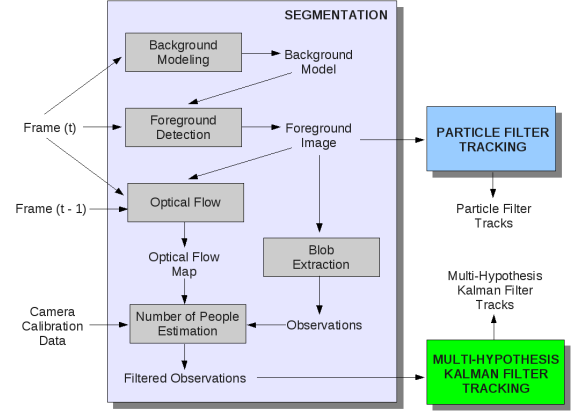 SEGMENTATION
Background
Modeling
Background
Model
Frame (t)
Foreground
Detection
Foreground
Image
PARTICLE FILTER
TRACKING
Frame (t - 1)
Optical Flow
Particle Filter
Tracks
Optical Flow
Map
Blob
Extraction
Multi-Hypothesis
Kalman Filter
Tracks
Camera
Calibration
Data
Number of People
Estimation
Observations
Filtered Observations
MULTI-HYPOTHESIS
KALMAN FILTER
TRACKING